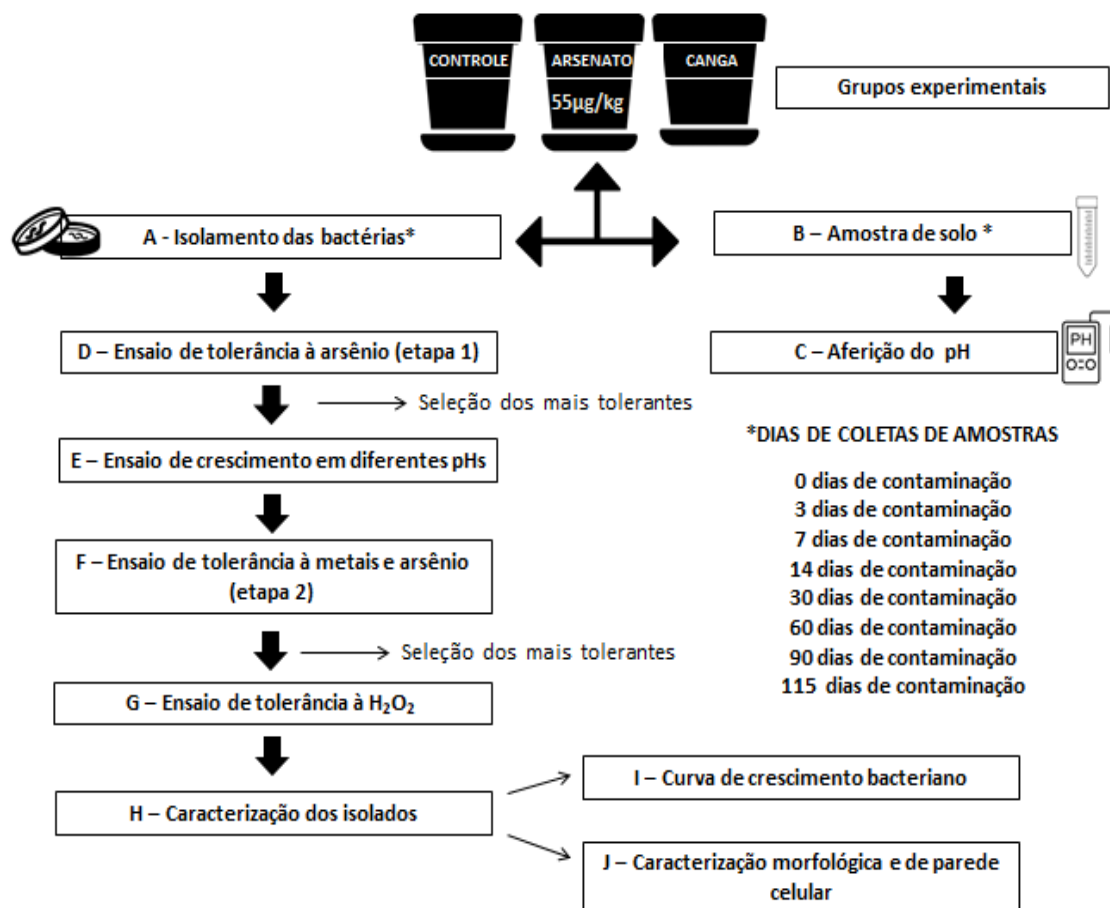 CONTROLE
ARSENATO
CANGA
55µg/kg
Grupos experimentais
A - Isolamento das bactérias*
B – Amostra de solo *
D – Ensaio de tolerância à arsênio (etapa 1)
C – Aferição do pH
PH
Seleção dos mais tolerantes
*DIAS DE COLETAS DE AMOSTRAS
E – Ensaio de crescimento em diferentes pHs
0 dias de contaminação
3 dias de contaminação
7 dias de contaminação
14 dias de contaminação
30 dias de contaminação
60 dias de contaminação
90 dias de contaminação
115 dias de contaminação
F – Ensaio de tolerância à metais e arsênio
(etapa 2)
Seleção dos mais tolerantes
G – Ensaio de tolerância à H₂O₂
H – Caracterização dos isolados
I – Curva de crescimento bacteriano
J – Caracterização morfológica e de parede
celular